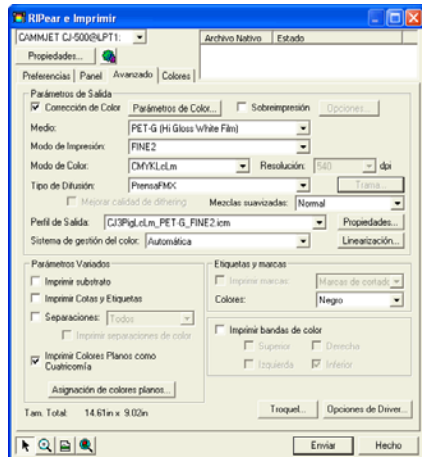 RIPear e Imprimir
CAMMJET CJ-500@LPT1:
Archivo Nativo Estado
Propiedades...
Preferencias Panel Avanzado Colores
Parámetros de Salida
Corrección de Color Parámetros de Color... Sobreimpresión Opciones...
Medio: PET-G (Hi Gloss White Film)
Modo de Impresión: FINE2
Modo de Color: CMYKLcLm Resolución: 540 dpi
Tipo de Difusión: PrensaFMX Trama...
Mejorar calidad de dithering Mezclas suavizadas: Normal
Perfil de Salida: CJ3PigLcLm_PET-G_FINE2.icm Propiedades...
Sistema de gestión del color: Automática Linearización...
Parámetros Variados
Imprimir substrato
Imprimir Cotas y Etiquetas
Separaciones: Todos
Imprimir separaciones de color
Imprimir Colores Planos como
Cuatricomía
Asignación de colores planos...
Etiquetas y marcas
Imprimir marcas: Marcas de cortado
Colores: Negro
Imprimir bandas de color
Superior Derecha
Izquierda Inferior
Tam. Total: 14.61in x 9.02in
Troquel... Opciones de Driver...
Enviar Hecho